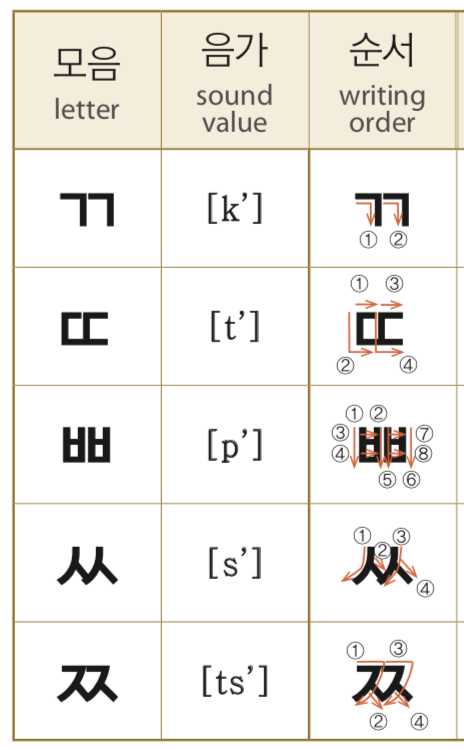 모음 음가 순서
letter sound value writing order
ㄲ [k’] ① ②
ㄸ [t’] ① ③ ② ④
ㅃ [p’] ① ② ③ ④ ⑤ ⑥ ⑦ ⑧
ㅆ [s’] ① ② ③ ④
ㅉ [ts’] ① ③ ② ④